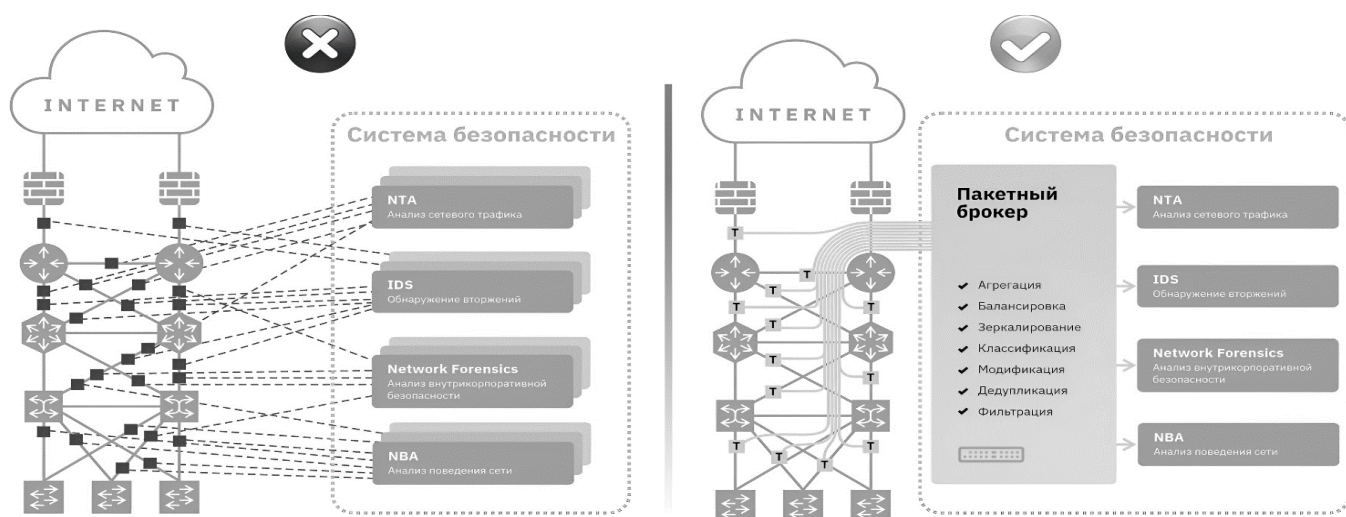 INTERNET
Система безопасности
NTA
Анализ сетевого трафика
IDS
Обнаружение вторжений
Network Forensics
Анализ внутрикорпоративной
безопасности
NBA
Анализ поведения сети
INTERNET
Система безопасности
Пакетный
брокер
Агрегация
Балансировка
Зеркалирование
Классификация
Модификация
Дедупликация
Фильтрация
NTA
Анализ сетевого трафика
IDS
Обнаружение вторжений
Network Forensics
Анализ внутрикорпоративной
безопасности
NBA
Анализ поведения сети
T
T
T
T
T
T
T
T
T
T
T
T
T
T